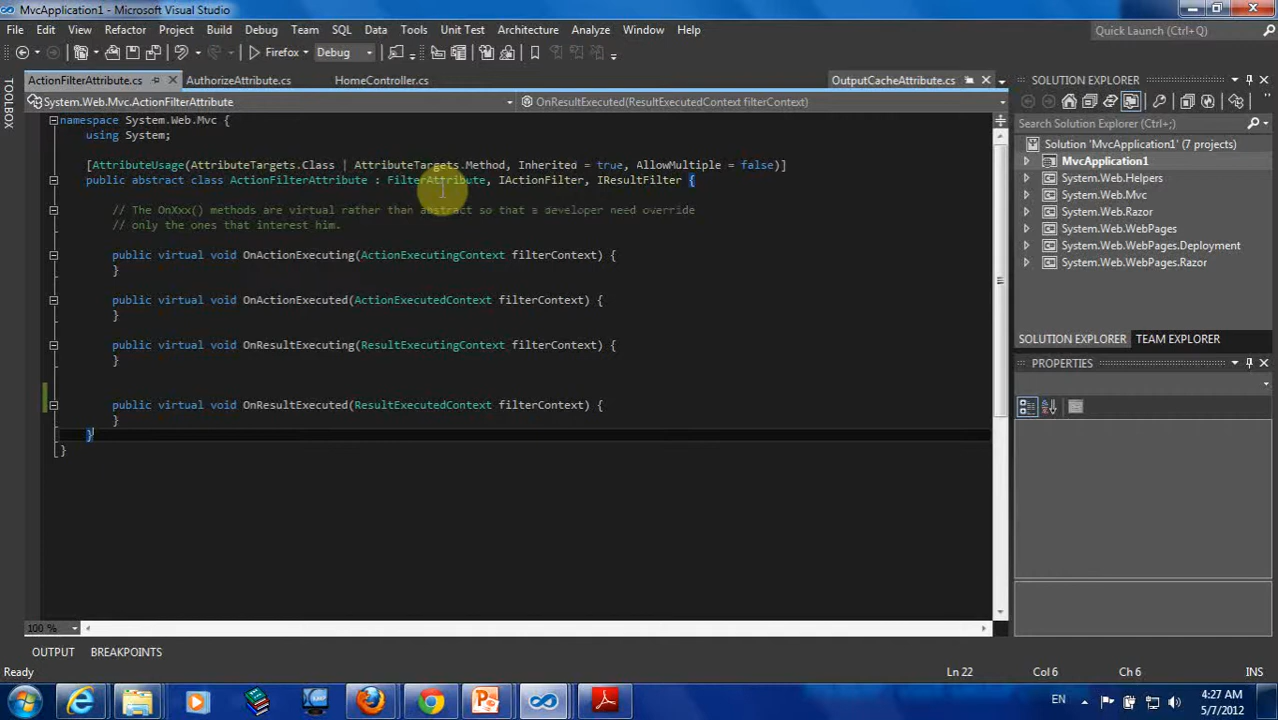 MvcApplication1 - Microsoft Visual Studio
Quick Launch (Ctrl+Q)
File Edit View Refactor Project Build Debug Team SQL Data Tools Unit Test Architecture Analyze Window Help
Firefox Debug
TOOLBOX
ActionFilterAttribute.cs AuthorizeAttribute.cs HomeController.cs OutputCacheAttribute.cs
System.Web.Mvc.ActionFilterAttribute OnResultExecuted(ResultExecutedContext filterContext)
namespace System.Web.Mvc {
using System;
[AttributeUsage(AttributeTargets.Class | AttributeTargets.Method, Inherited = true, AllowMultiple = false)]
public abstract class ActionFilterAttribute : FilterAttribute, IActionFilter, IResultFilter {
// The OnXxx() methods are virtual rather than abstract so that a developer need override
// only the ones that interest him.
public virtual void OnActionExecuting(ActionExecutingContext filterContext) {
}
public virtual void OnActionExecuted(ActionExecutedContext filterContext) {
}
public virtual void OnResultExecuting(ResultExecutingContext filterContext) {
}
public virtual void OnResultExecuted(ResultExecutedContext filterContext) {
}
}
}
100 %
SOLUTION EXPLORER
Search Solution Explorer (Ctrl+;)
Solution 'MvcApplication1' (7 projects)
MvcApplication1
System.Web.Helpers
System.Web.Mvc
System.Web.Razor
System.Web.WebPages
System.Web.WebPages.Deployment
System.Web.WebPages.Razor
SOLUTION EXPLORER TEAM EXPLORER
PROPERTIES
OUTPUT BREAKPOINTS
Ready Ln 22 Col 6 Ch 6 INS
EN 4:27 AM
5/7/2012